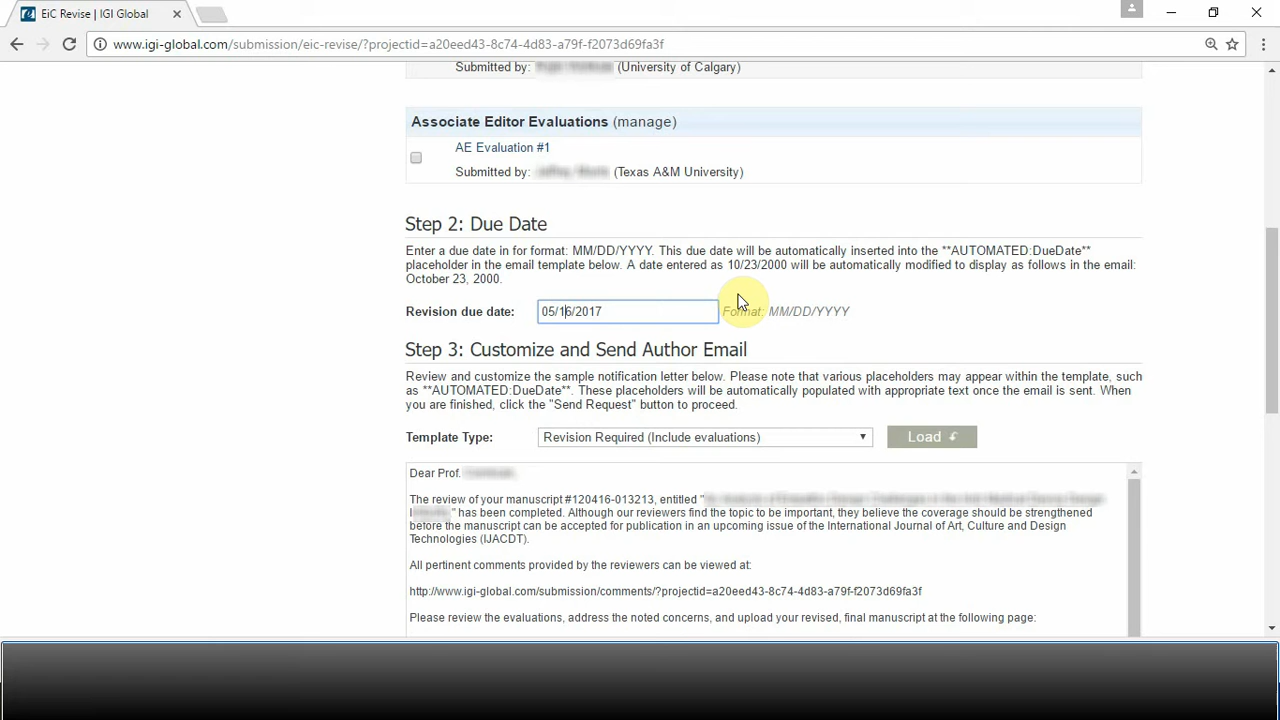 EiC Revise | IGI Global
www.igi-global.com/submission/eic-revise/?projectid=a20eed43-8c74-4d83-a79f-f2073d69fa3f
Submitted by: (University of Calgary)
Associate Editor Evaluations (manage)
AE Evaluation #1
Submitted by: (Texas A&M University)
Step 2: Due Date
Enter a due date in for format: MM/DD/YYYY. This due date will be automatically inserted into the **AUTOMATED:DueDate**
placeholder in the email template below. A date entered as 10/23/2000 will be automatically modified to display as follows in the email:
October 23, 2000.
Revision due date: 05/16/2017 Format: MM/DD/YYYY
Step 3: Customize and Send Author Email
Review and customize the sample notification letter below. Please note that various placeholders may appear within the template, such
as **AUTOMATED:DueDate**. These placeholders will be automatically populated with appropriate text once the email is sent. When
you are finished, click the "Send Request" button to proceed.
Template Type: Revision Required (Include evaluations) Load
Dear Prof.
The review of your manuscript #120416-013213, entitled "
" has been completed. Although our reviewers find the topic to be important, they believe the coverage should be strengthened
before the manuscript can be accepted for publication in an upcoming issue of the International Journal of Art, Culture and Design
Technologies (IJACDT).
All pertinent comments provided by the reviewers can be viewed at:
http://www.igi-global.com/submission/comments/?projectid=a20eed43-8c74-4d83-a79f-f2073d69fa3f
Please review the evaluations, address the noted concerns, and upload your revised, final manuscript at the following page: